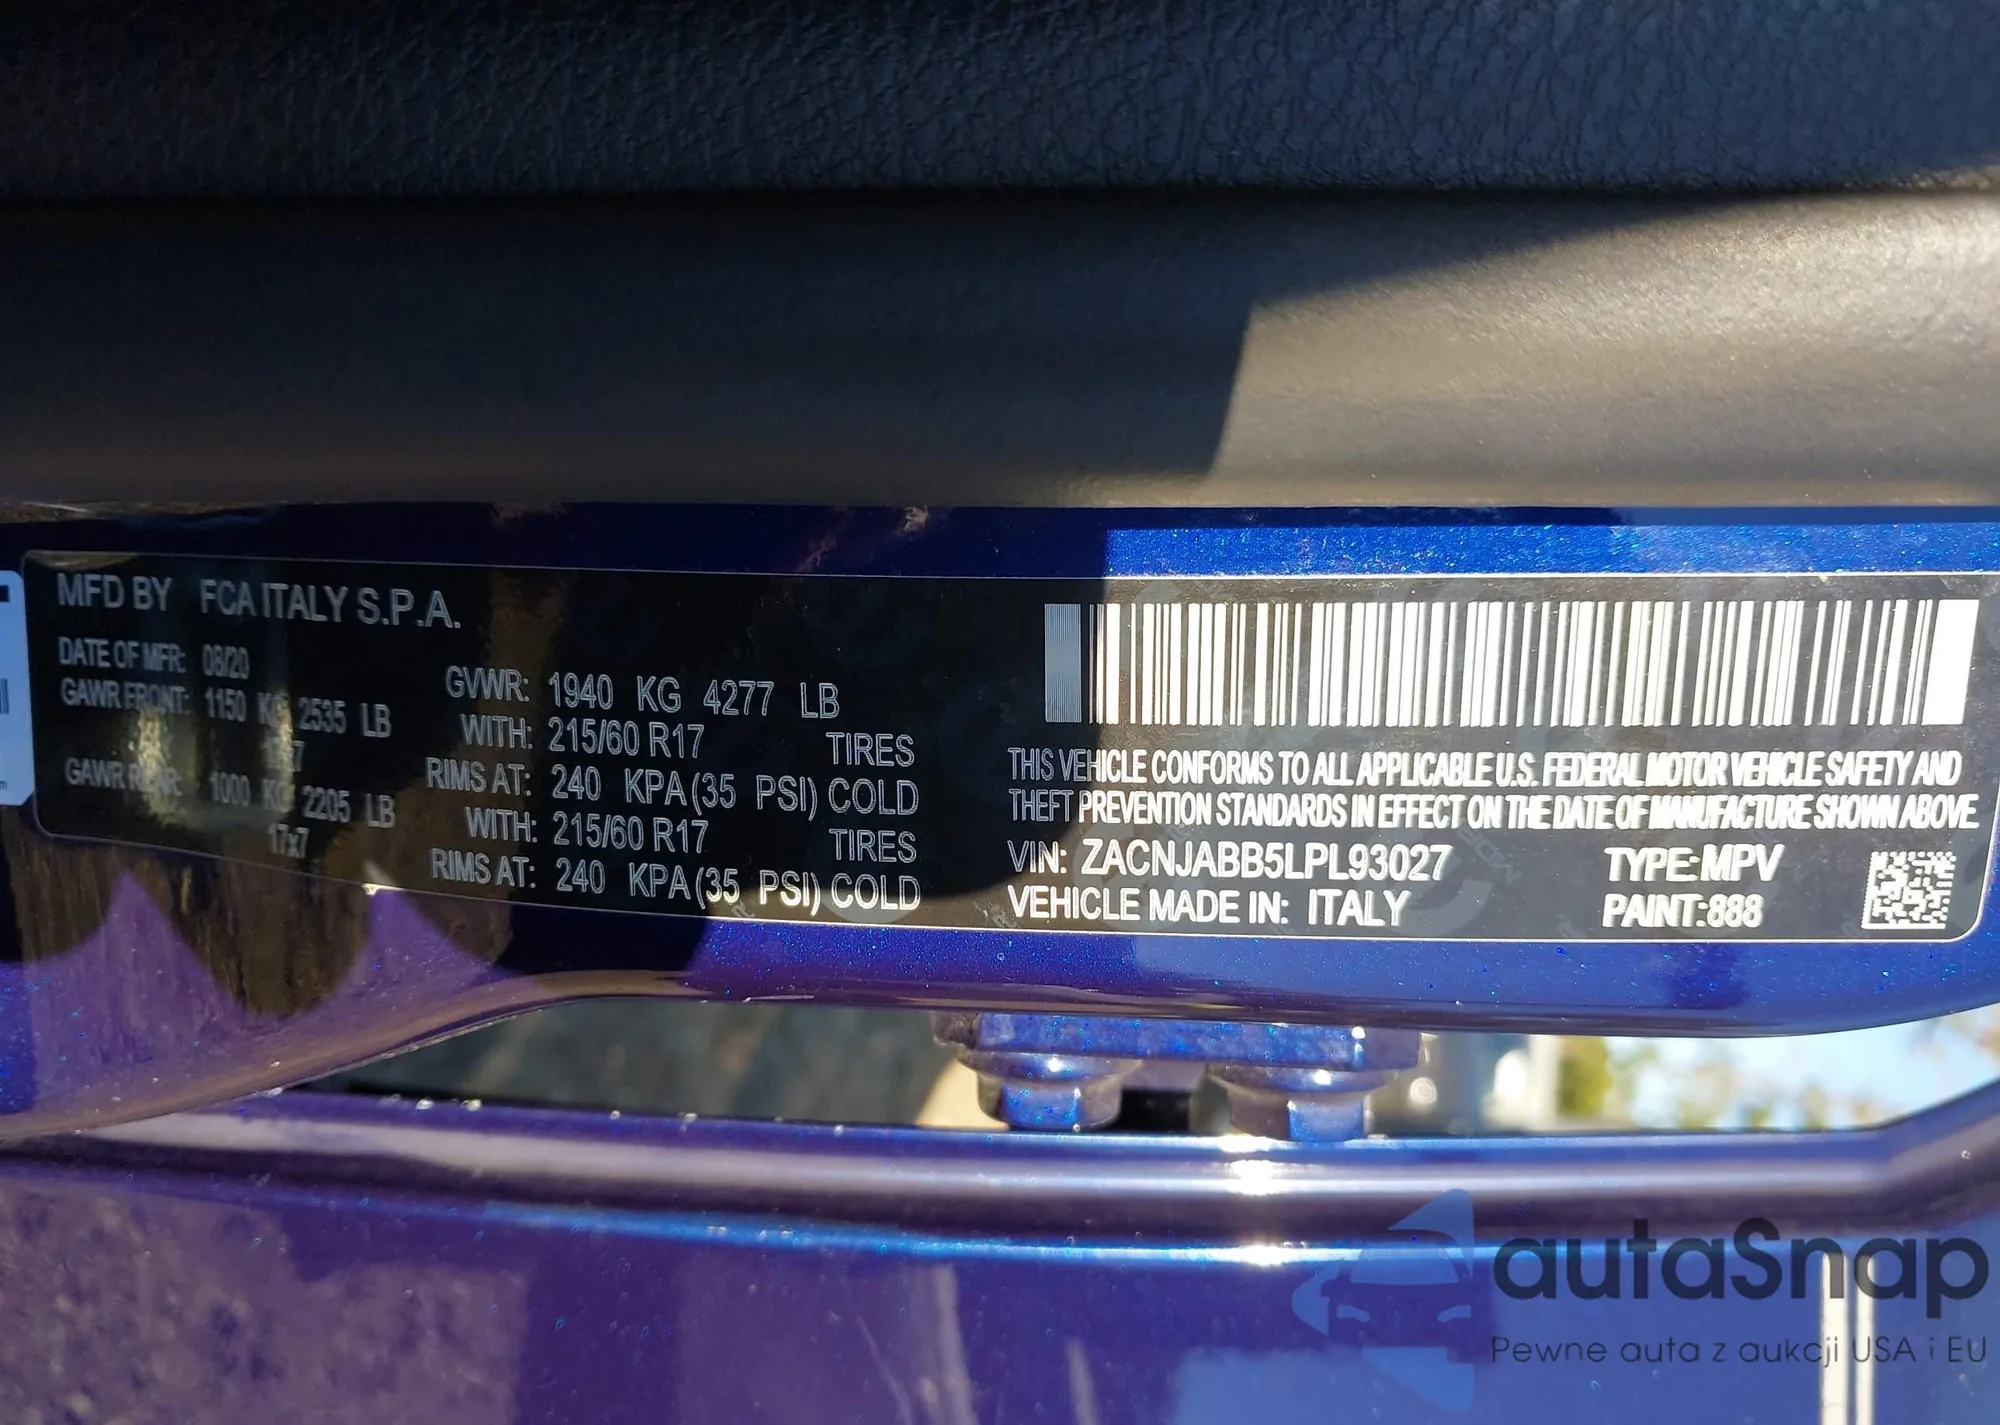 MFD BY FCA ITALY S.P.A.
DATE OF MFR: 08/20
GAWR FRONT: 1150 KG 2535 LB
17x7
GAWR REAR: 1000 KG 2205 LB
17x7
GVWR: 1940 KG 4277 LB
WITH: 215/60 R17 TIRES
RIMS AT: 240 KPA(35 PSI) COLD
WITH: 215/60 R17 TIRES
RIMS AT: 240 KPA(35 PSI) COLD
THIS VEHICLE CONFORMS TO ALL APPLICABLE U.S. FEDERAL MOTOR VEHICLE SAFETY AND
THEFT PREVENTION STANDARDS IN EFFECT ON THE DATE OF MANUFACTURE SHOWN ABOVE.
VIN: ZACNJABB5LPL93027 TYPE:MPV
VEHICLE MADE IN: ITALY PAINT:888
autaSnap
Pewne auta z aukcji USA i EU